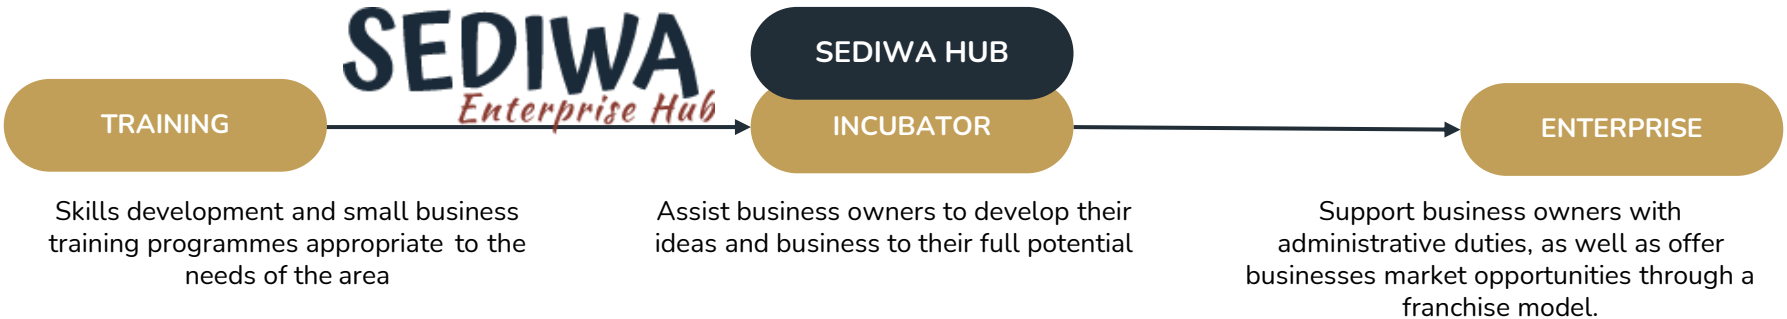 SEDIWA
Enterprise Hub
SEDIWA HUB
TRAINING
INCUBATOR
ENTERPRISE
Skills development and small business
training programmes appropriate to the
needs of the area
Assist business owners to develop their
ideas and business to their full potential
Support business owners with
administrative duties, as well as offer
businesses market opportunities through a
franchise model.